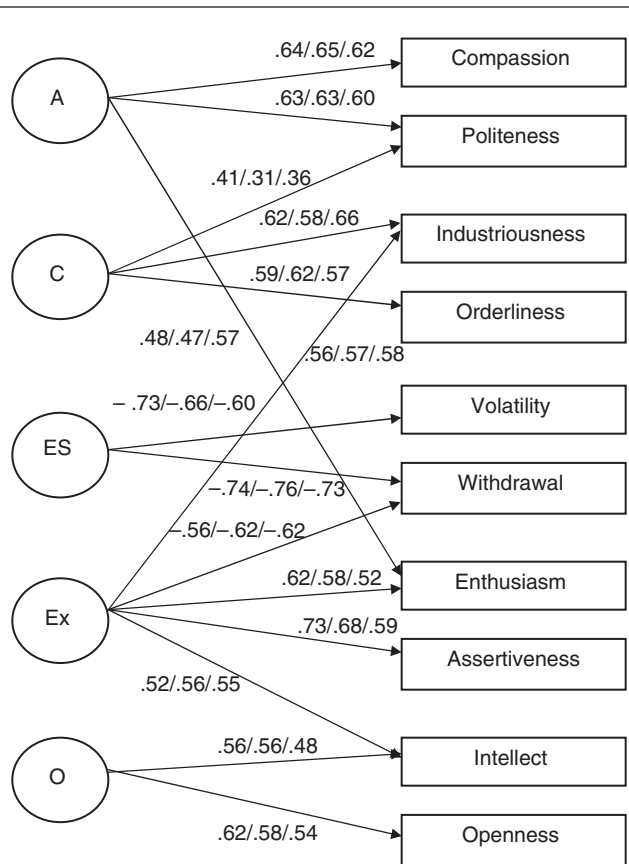 .64/.65/.62
Compassion
A
.63/.63/.60
Politeness
.41/.31/.36
.62/.58/.66
Industriousness
C
.59/.62/.57
Orderliness
.48/.47/.57
.56/.57/.58
– .73/–.66/–.60
Volatility
ES
Withdrawal
–.74/–.76/–.73
–.56/–.62/–.62
.62/.58/.52
Enthusiasm
Ex
.73/.68/.59
Assertiveness
.52/.56/.55
.56/.56/.48
Intellect
O
.62/.58/.54
Openness